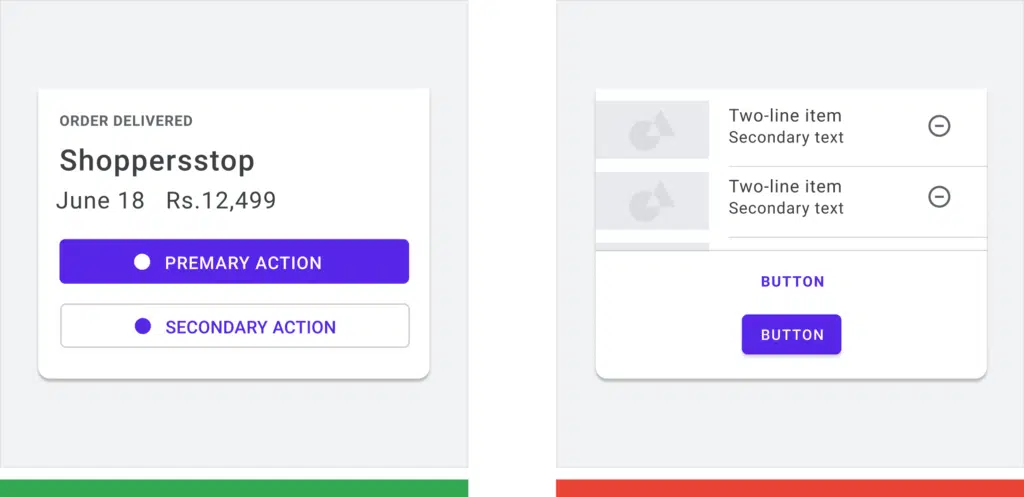 ORDER DELIVERED
Shoppersstop
June 18 Rs.12,499
PREMARY ACTION
SECONDARY ACTION
Two-line item
Secondary text
Two-line item
Secondary text
BUTTON
BUTTON